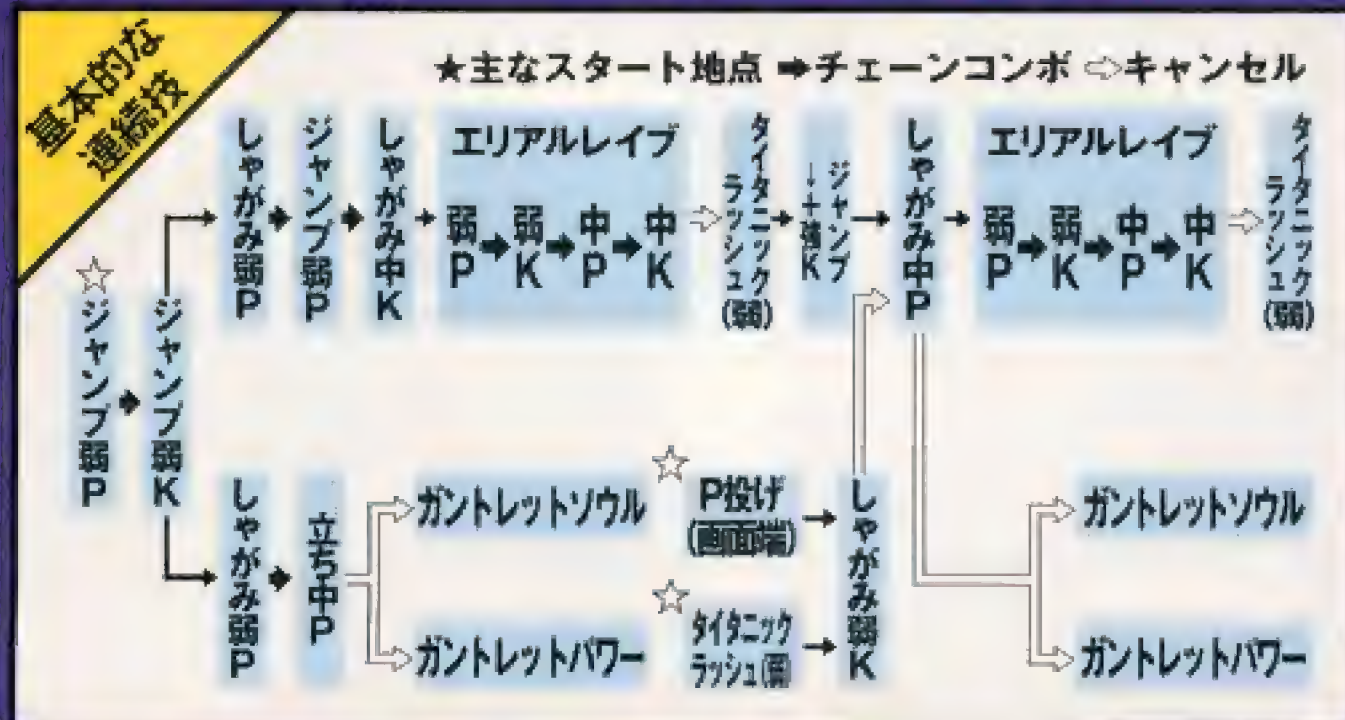 基本的な
連続技
★主なスタート地点 ➡チェーンコンボ ⇨キャンセル
☆
ジャンプ弱P
➡
ジャンプ弱K
→
しゃがみ弱P
➡
ジャンプ弱P
➡
しゃがみ中K
→
エリアルレイブ
弱P➡弱K➡中P➡中K
⇨
タイタニック
ラッシュ(弱)
→
ジャンプ
↓+強K
→
しゃがみ中P
→
エリアルレイブ
弱P➡弱K➡中P➡中K
⇨
タイタニック
ラッシュ(弱)
→
しゃがみ弱P
➡
立ち中P
⇨ガントレットソウル
⇨ガントレットパワー
☆
P投げ
(画面端)
→
☆
タイタニック
ラッシュ(弱)
→
しゃがみ弱K
⇨
⇨ガントレットソウル
⇨ガントレットパワー